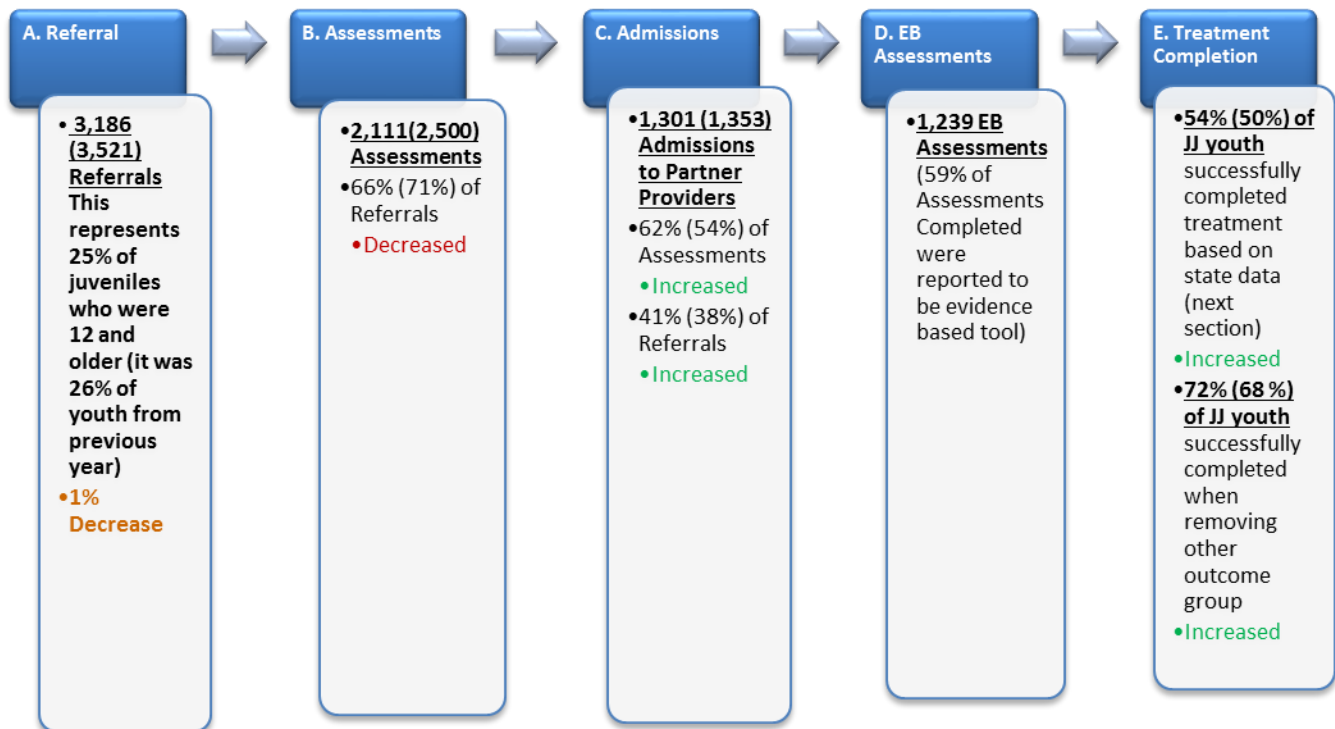 A. Referral
• 3,186
(3,521)
Referrals
This
represents
25% of
juveniles
who were
12 and
older (it was
26% of
youth from
previous
year)
•1%
Decrease
B. Assessments
•2,111(2,500)
Assessments
•66% (71%) of
Referrals
•Decreased
C. Admissions
•1,301 (1,353)
Admissions
to Partner
Providers
•62% (54%) of
Assessments
•Increased
•41% (38%) of
Referrals
•Increased
D. EB
Assessments
•1,239 EB
Assessments
(59% of
Assessments
Completed
were
reported to
be evidence
based tool)
E. Treatment
Completion
•54% (50%) of
JJ youth
successfully
completed
treatment
based on
state data
(next
section)
•Increased
•72% (68 %)
of JJ youth
successfully
completed
when
removing
other
outcome
group
•Increased